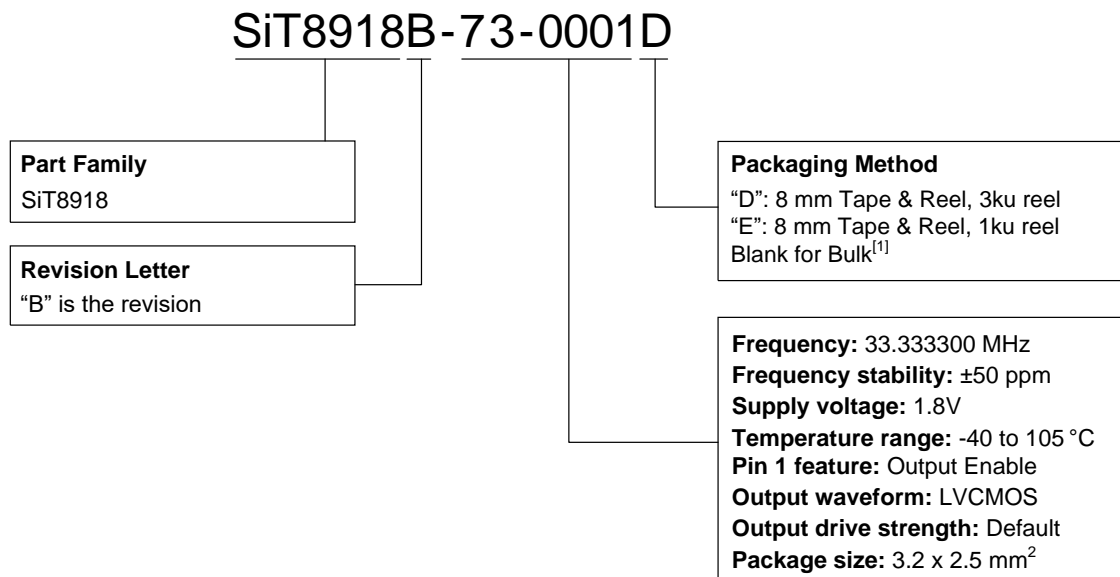 SiT8918B-73-0001D
Part Family
SiT8918
Revision Letter
“B” is the revision
Packaging Method
“D”: 8 mm Tape & Reel, 3ku reel
“E”: 8 mm Tape & Reel, 1ku reel
Blank for Bulk[1]
Frequency: 33.333300 MHz
Frequency stability: ±50 ppm
Supply voltage: 1.8V
Temperature range: -40 to 105 °C
Pin 1 feature: Output Enable
Output waveform: LVCMOS
Output drive strength: Default
Package size: 3.2 x 2.5 mm²